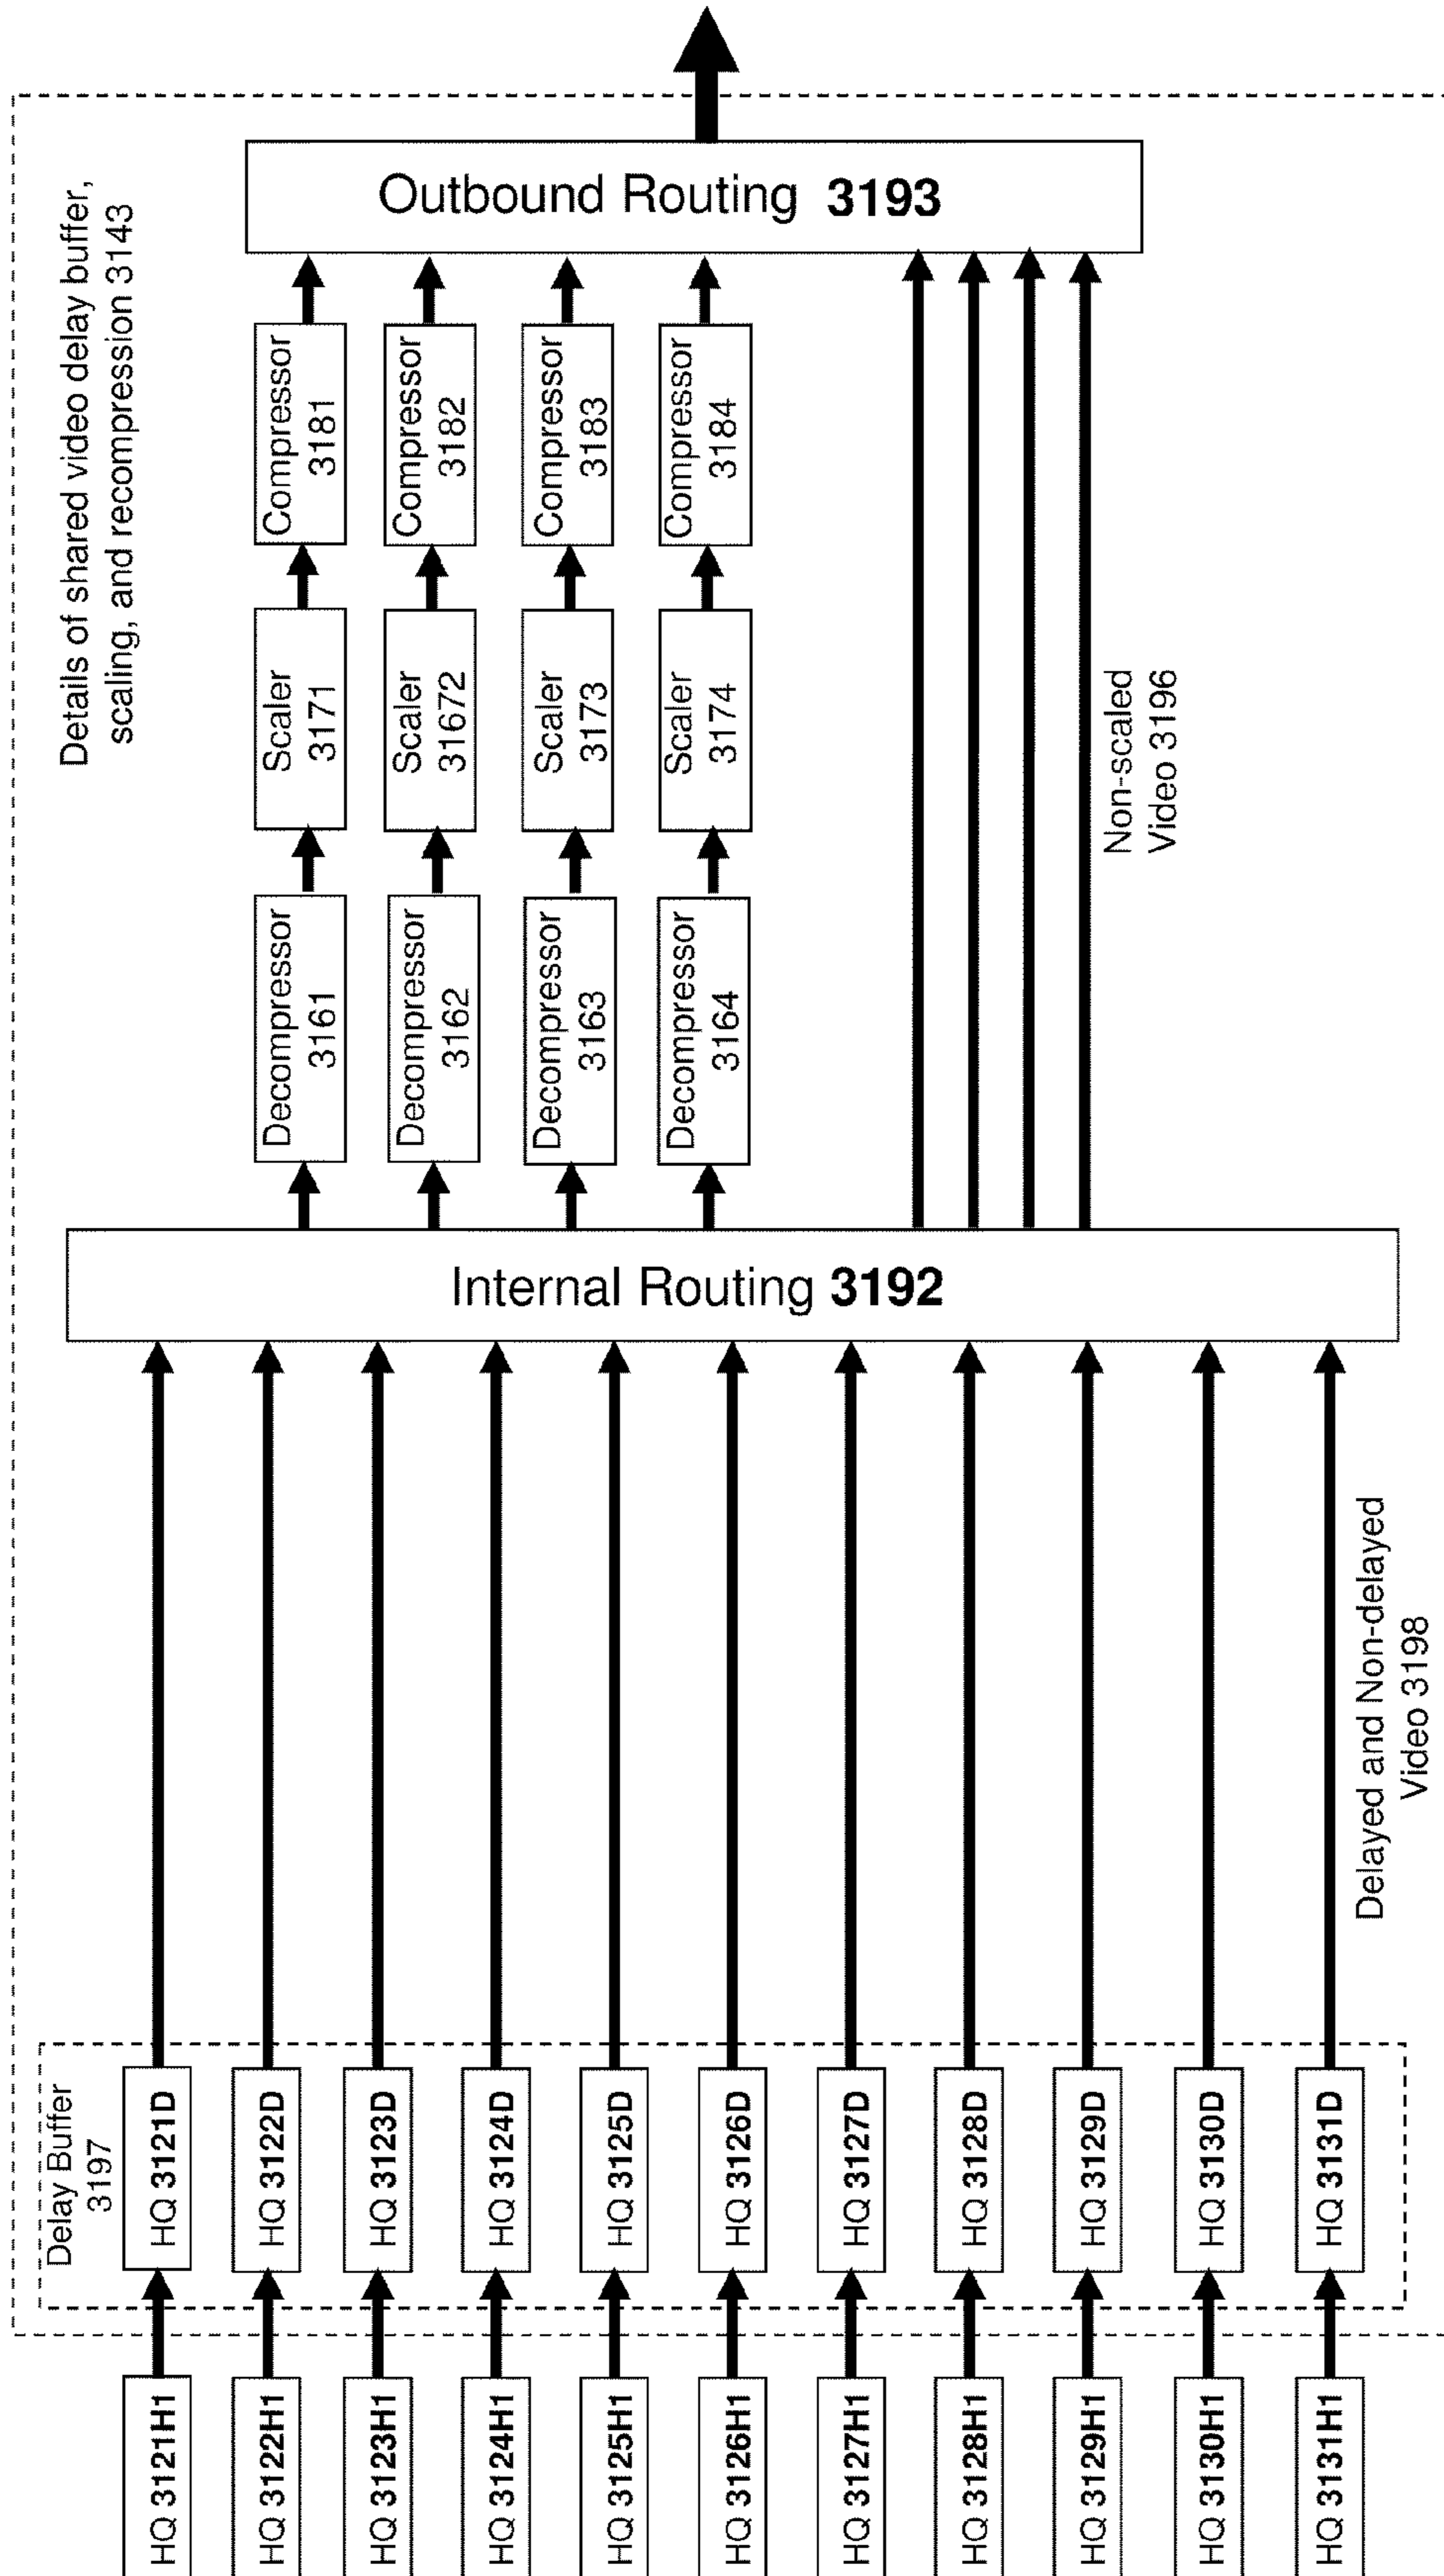 Details of shared video delay buffer,
scaling, and recompression 3143
Delay Buffer
3197
HQ 3121H1
HQ 3122H1
HQ 3123H1
HQ 3124H1
HQ 3125H1
HQ 3126H1
HQ 3127H1
HQ 3128H1
HQ 3129H1
HQ 3130H1
HQ 3131H1
HQ 3121D
HQ 3122D
HQ 3123D
HQ 3124D
HQ 3125D
HQ 3126D
HQ 3127D
HQ 3128D
HQ 3129D
HQ 3130D
HQ 3131D
Delayed and Non-delayed
Video 3198
Internal Routing 3192
Decompressor
3161
Decompressor
3162
Decompressor
3163
Decompressor
3164
Scaler
3171
Scaler
31672
Scaler
3173
Scaler
3174
Compressor
3181
Compressor
3182
Compressor
3183
Compressor
3184
Non-scaled
Video 3196
Outbound Routing 3193